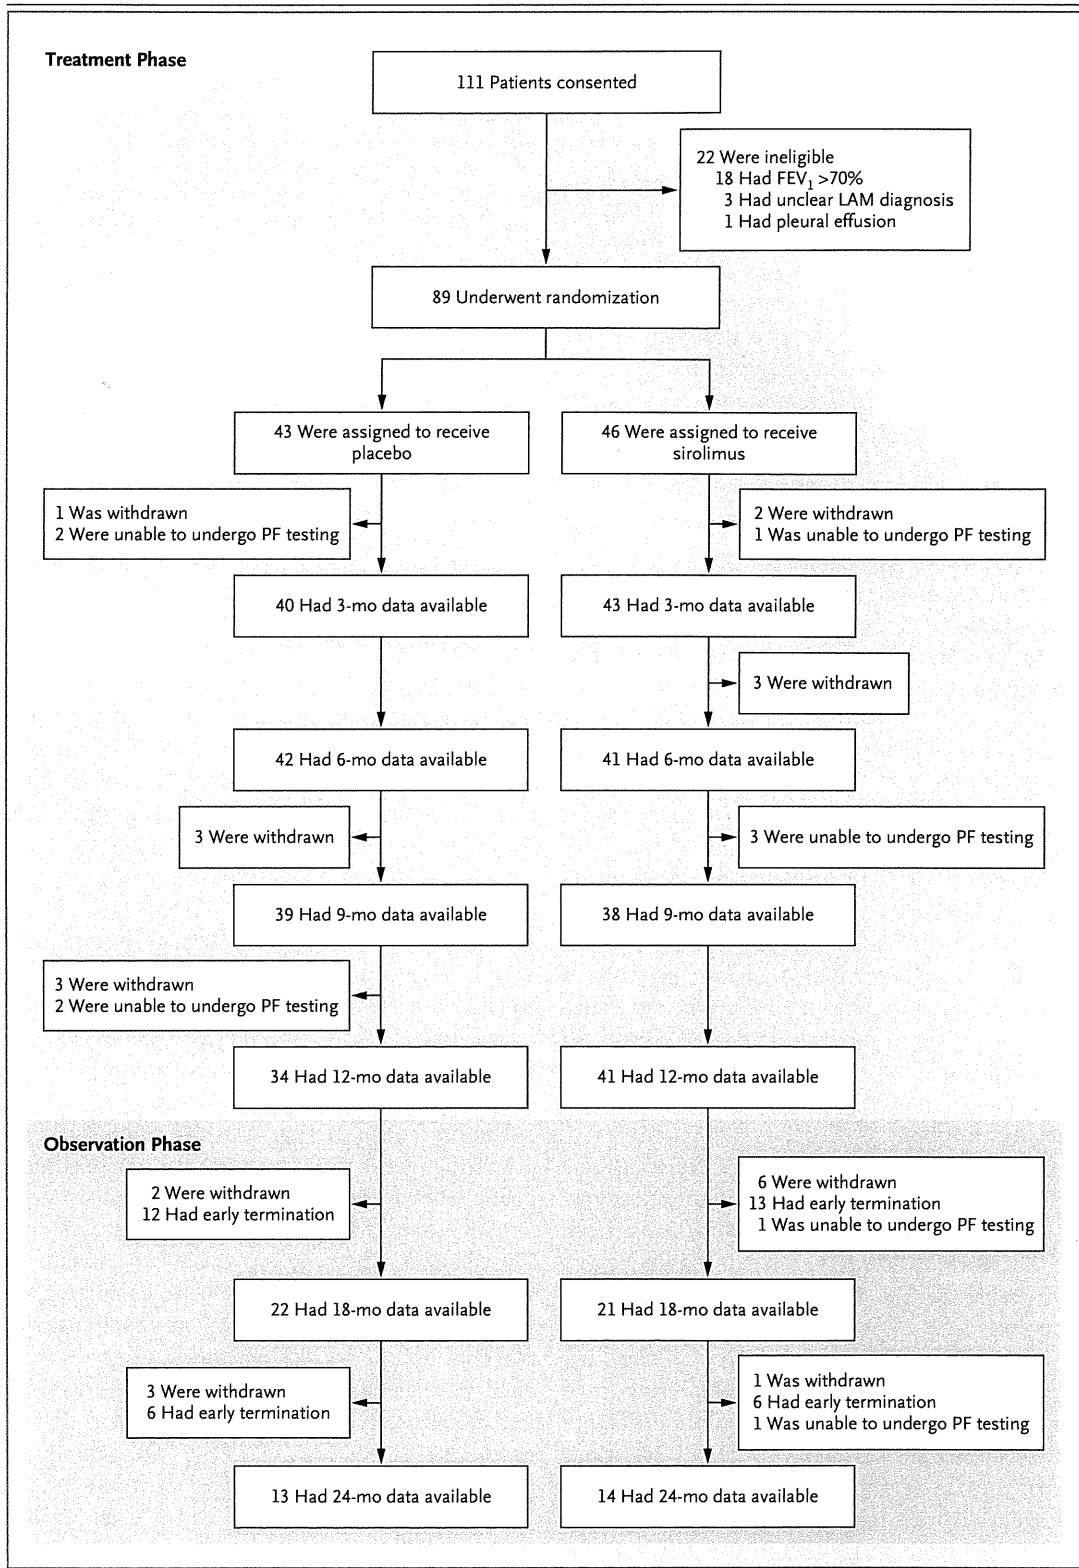 Treatment Phase
111 Patients consented
22 Were ineligible
18 Had FEV1 >70%
3 Had unclear LAM diagnosis
1 Had pleural effusion
89 Underwent randomization
43 Were assigned to receive
placebo
46 Were assigned to receive
sirolimus
1 Was withdrawn
2 Were unable to undergo PF testing
2 Were withdrawn
1 Was unable to undergo PF testing
40 Had 3-mo data available
43 Had 3-mo data available
3 Were withdrawn
42 Had 6-mo data available
41 Had 6-mo data available
3 Were withdrawn
3 Were unable to undergo PF testing
39 Had 9-mo data available
38 Had 9-mo data available
3 Were withdrawn
2 Were unable to undergo PF testing
34 Had 12-mo data available
41 Had 12-mo data available
Observation Phase
2 Were withdrawn
12 Had early termination
6 Were withdrawn
13 Had early termination
1 Was unable to undergo PF testing
22 Had 18-mo data available
21 Had 18-mo data available
3 Were withdrawn
6 Had early termination
1 Was withdrawn
6 Had early termination
1 Was unable to undergo PF testing
13 Had 24-mo data available
14 Had 24-mo data available